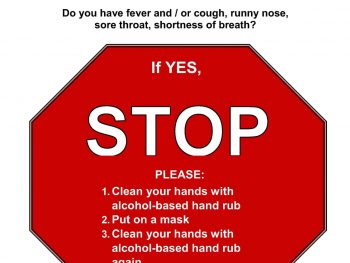 Do you have fever and / or cough, runny nose,
sore throat, shortness of breath?
If YES,
STOP
PLEASE:
1. Clean your hands with
alcohol-based hand rub
2. Put on a mask
3. Clean your hands with
alcohol-based hand rub
again